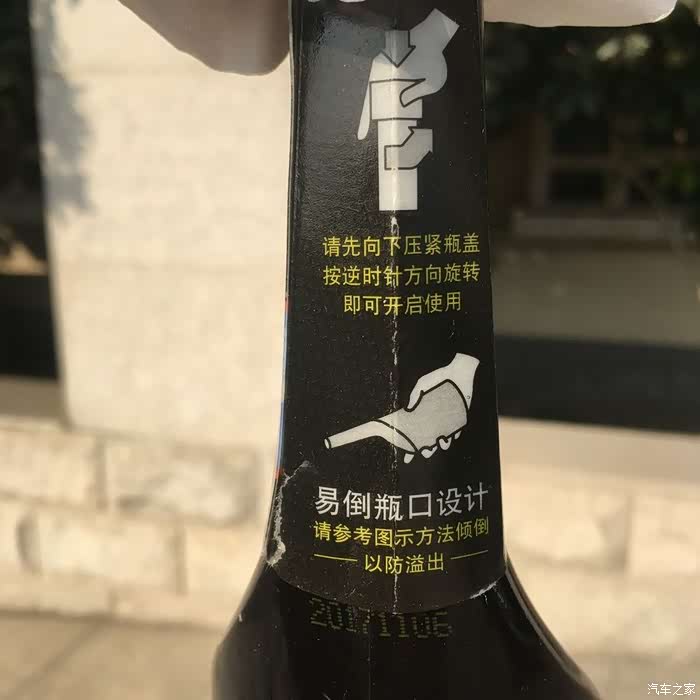 请先向下压紧瓶盖
按逆时针方向旋转
即可开启使用
易倒瓶口设计
请参考图示方法倾倒
以防溢出
20171106
汽车之家